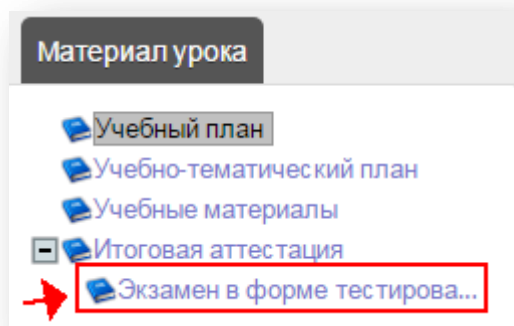 Материал урока
Учебный план
Учебно-тематический план
Учебные материалы
Итоговая аттестация
Экзамен в форме тестирова...